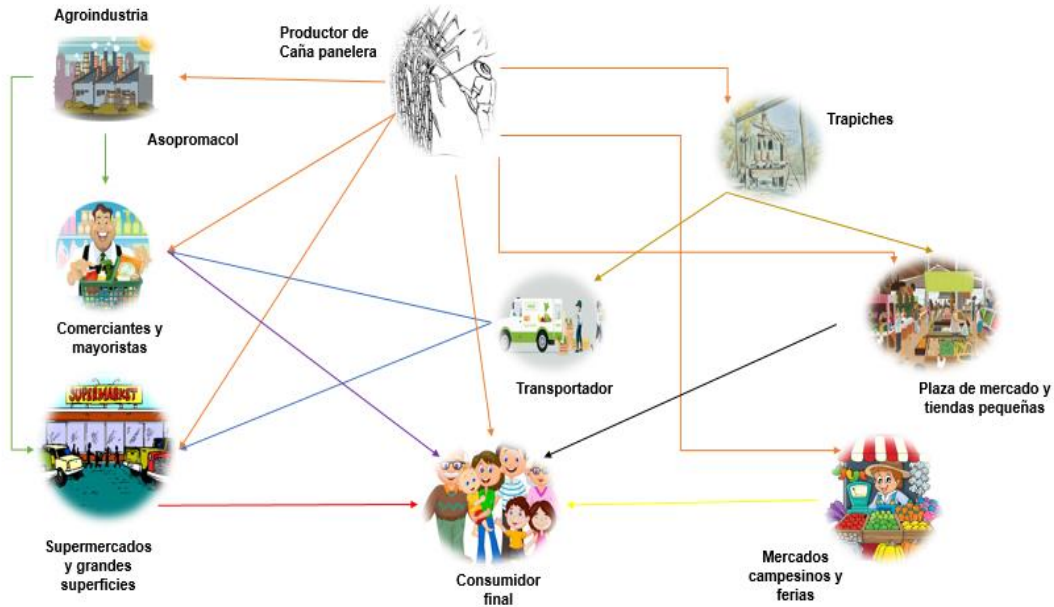 Agroindustria
Productor de
Caña panelera
Trapiches
Asopromacol
Comerciantes y
mayoristas
Transportador
Plaza de mercado y
tiendas pequeñas
SUPERMARKET
Supermercados
y grandes
superficies
Consumidor
final
Mercados
campesinos y
ferias